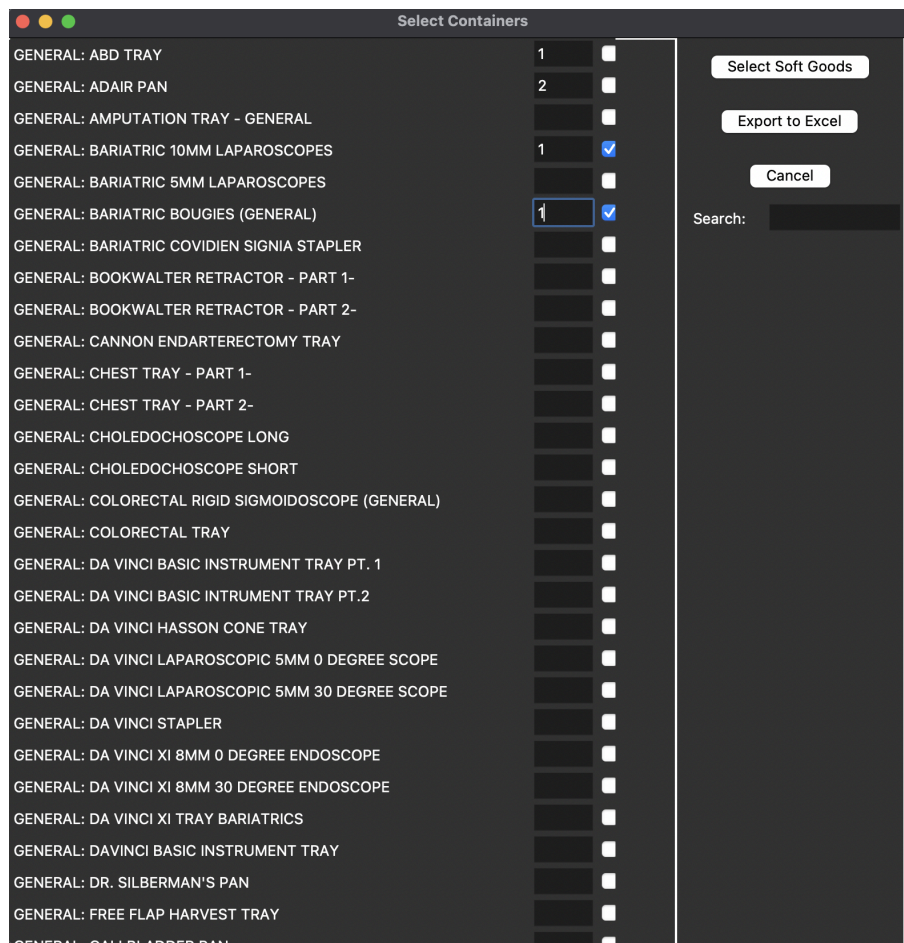 Select Containers
GENERAL: ABD TRAY 1
GENERAL: ADAIR PAN 2
GENERAL: AMPUTATION TRAY - GENERAL
GENERAL: BARIATRIC 10MM LAPAROSCOPES 1
GENERAL: BARIATRIC 5MM LAPAROSCOPES
GENERAL: BARIATRIC BOUGIES (GENERAL) 1
GENERAL: BARIATRIC COVIDIEN SIGNIA STAPLER
GENERAL: BOOKWALTER RETRACTOR - PART 1-
GENERAL: BOOKWALTER RETRACTOR - PART 2-
GENERAL: CANNON ENDARTERECTOMY TRAY
GENERAL: CHEST TRAY - PART 1-
GENERAL: CHEST TRAY - PART 2-
GENERAL: CHOLEDOCHOSCOPE LONG
GENERAL: CHOLEDOCHOSCOPE SHORT
GENERAL: COLORECTAL RIGID SIGMOIDOSCOPE (GENERAL)
GENERAL: COLORECTAL TRAY
GENERAL: DA VINCI BASIC INSTRUMENT TRAY PT. 1
GENERAL: DA VINCI BASIC INTRUMENT TRAY PT.2
GENERAL: DA VINCI HASSON CONE TRAY
GENERAL: DA VINCI LAPAROSCOPIC 5MM 0 DEGREE SCOPE
GENERAL: DA VINCI LAPAROSCOPIC 5MM 30 DEGREE SCOPE
GENERAL: DA VINCI STAPLER
GENERAL: DA VINCI XI 8MM 0 DEGREE ENDOSCOPE
GENERAL: DA VINCI XI 8MM 30 DEGREE ENDOSCOPE
GENERAL: DA VINCI XI TRAY BARIATRICS
GENERAL: DAVINCI BASIC INSTRUMENT TRAY
GENERAL: DR. SILBERMAN'S PAN
GENERAL: FREE FLAP HARVEST TRAY
GENERAL: GALLBLADDER PAN
Select Soft Goods
Export to Excel
Cancel
Search: